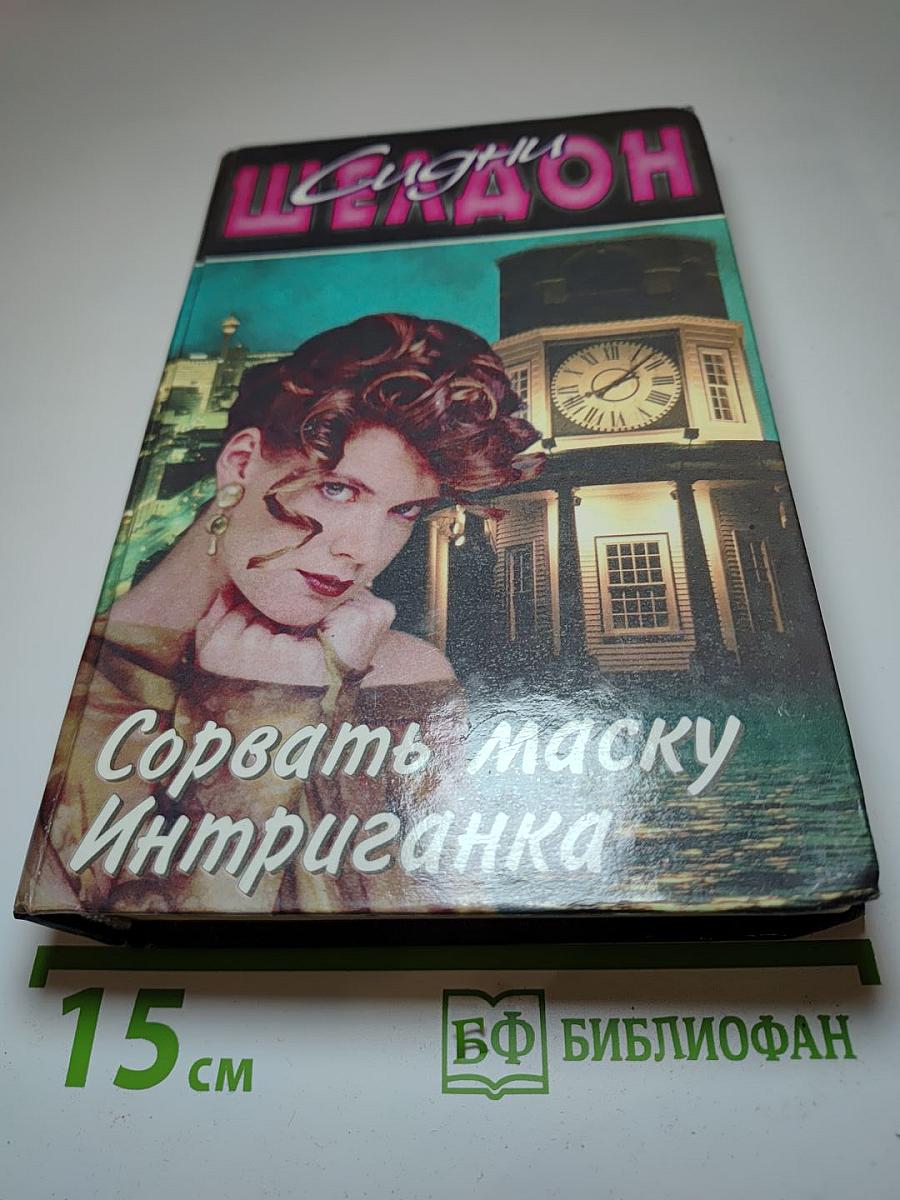 Сидни
ШЕЛДОН
Сорвать маску
Интриганка
15 см
БФ БИБЛИОФАН